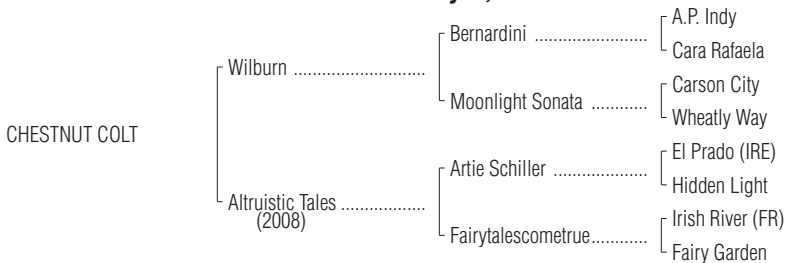 A.P. Indy
Bernardini ........................
Cara Rafaela
Wilburn ............................
Carson City
Moonlight Sonata ............
Wheatly Way
CHESTNUT COLT
El Prado (IRE)
Artie Schiller ....................
Hidden Light
Altruistic Tales ..................
(2008)
Irish River (FR)
Fairytalescometrue............
Fairy Garden